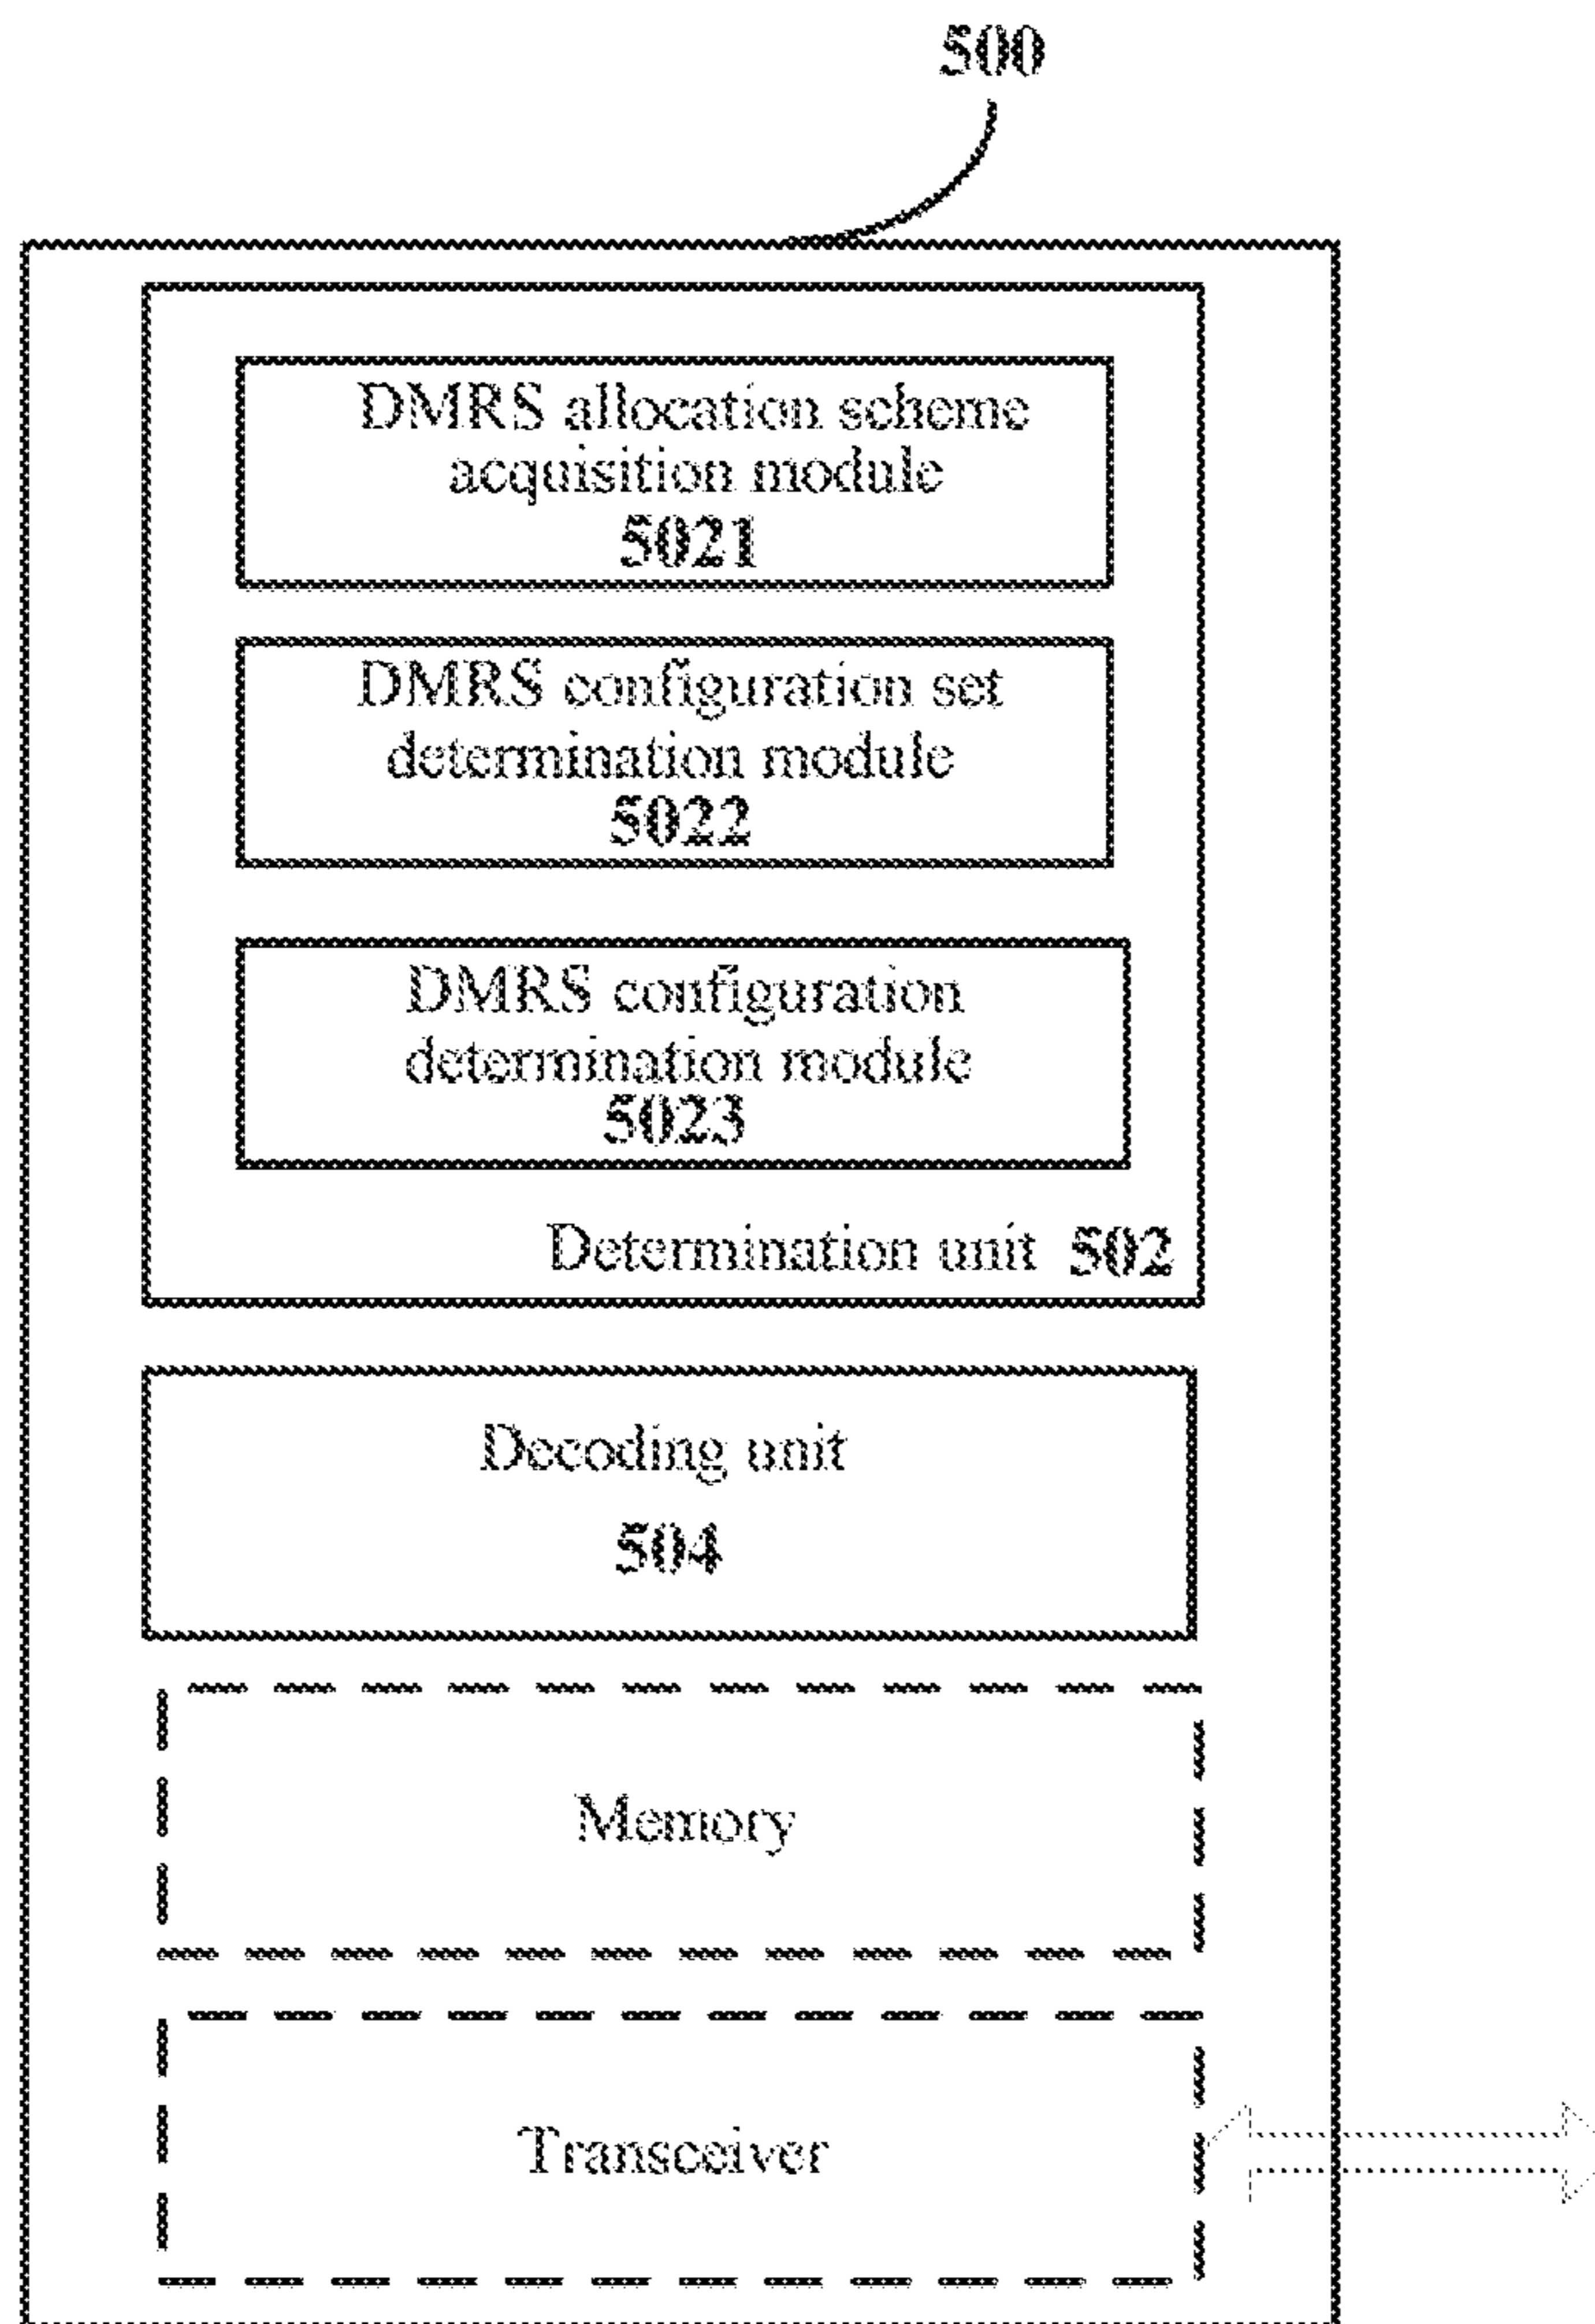 500
DMRS allocation scheme
acquisition module
5021
DMRS configuration set
determination module
5022
DMRS configuration
determination module
5023
Determination unit 502
Decoding unit
504
Memory
Transceiver